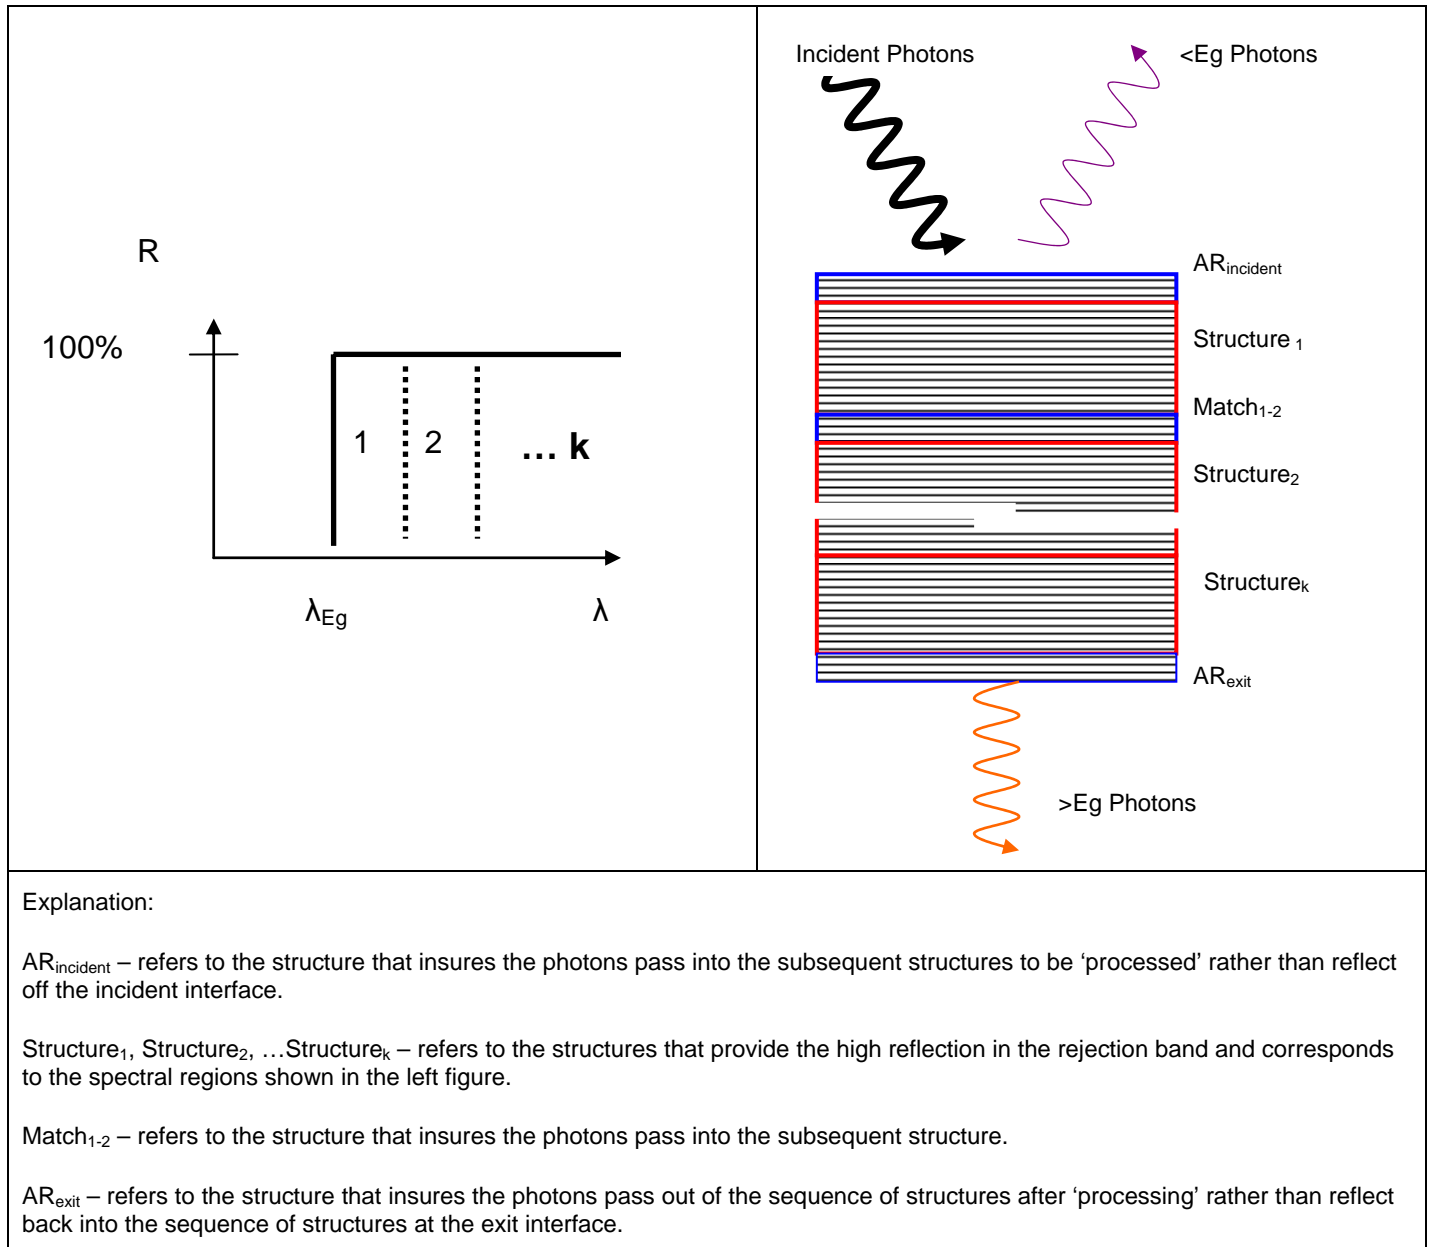 R
100%
1
2
... k
λEg
λ
Incident Photons
<Eg Photons
ARincident
Structure 1
Match1-2
Structure2
Structurek
ARexit
>Eg Photons
Explanation:
ARincident – refers to the structure that insures the photons pass into the subsequent structures to be ‘processed’ rather than reflect
off the incident interface.
Structure1, Structure2, …Structurek – refers to the structures that provide the high reflection in the rejection band and corresponds
to the spectral regions shown in the left figure.
Match1-2 – refers to the structure that insures the photons pass into the subsequent structure.
ARexit – refers to the structure that insures the photons pass out of the sequence of structures after ‘processing’ rather than reflect
back into the sequence of structures at the exit interface.